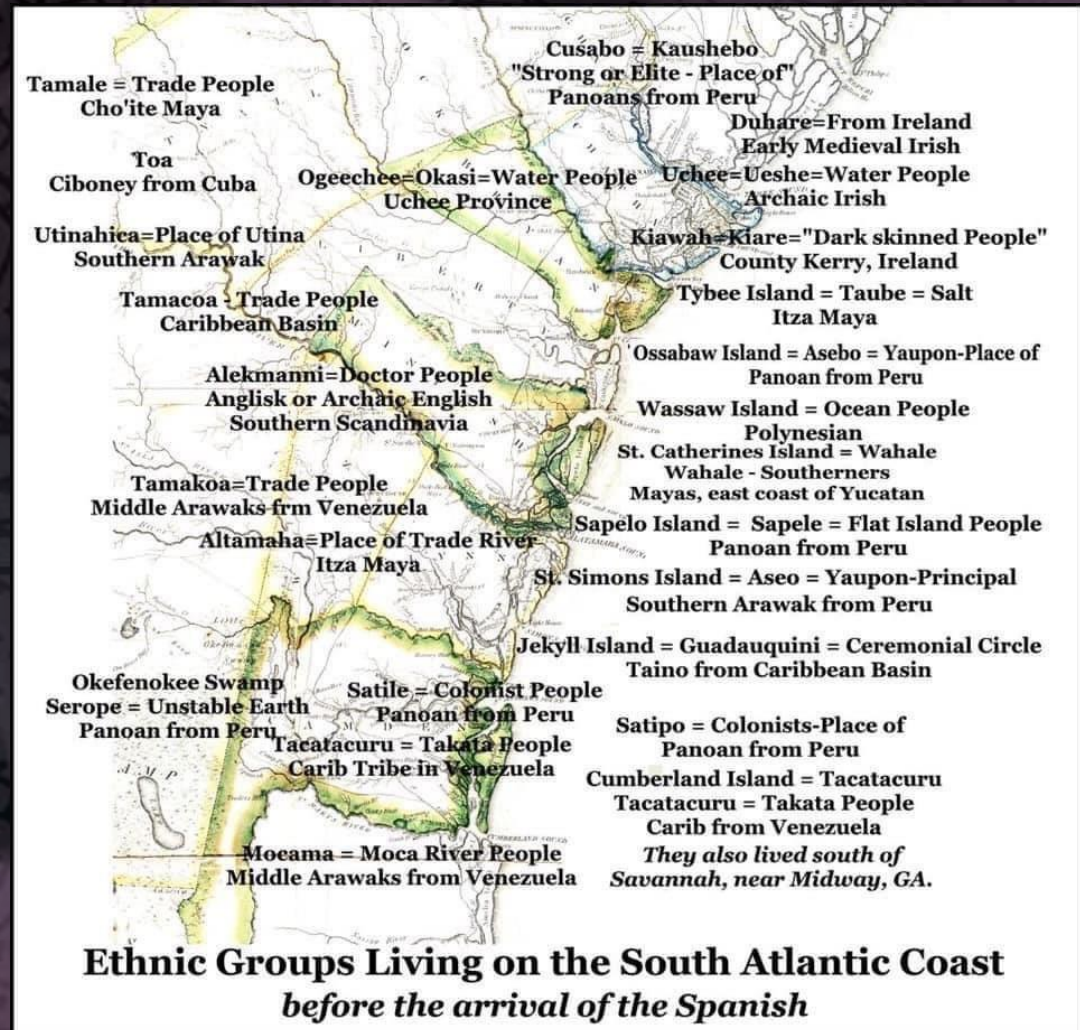 Cusabo = Kaushebo
"Strong or Elite - Place of"
Panoans from Peru
Tamale = Trade People
Cho'ite Maya
Duhare=From Ireland
Early Medieval Irish
Toa
Ciboney from Cuba
Ogeechee=Okasi=Water People
Uchee Province
Uchee=Ueshe=Water People
Archaic Irish
Utinahica=Place of Utina
Southern Arawak
Kiawah=Kiare="Dark skinned People"
County Kerry, Ireland
Tamacoa - Trade People
Caribbean Basin
Tybee Island = Taube = Salt
Itza Maya
'Ossabaw Island = Asebo = Yaupon-Place of
Panoan from Peru
Alekmanni=Doctor People
Anglisk or Archaic English
Southern Scandinavia
Wassaw Island = Ocean People
Polynesian
St. Catherines Island = Wahale
Wahale - Southerners
Mayas, east coast of Yucatan
Tamakoa=Trade People
Middle Arawaks frm Venezuela
Sapelo Island = Sapele = Flat Island People
Panoan from Peru
Altamaha=Place of Trade River
Itza Maya
St. Simons Island = Aseo = Yaupon-Principal
Southern Arawak from Peru
Jekyll Island = Guadauquini = Ceremonial Circle
Taino from Caribbean Basin
Okefenokee Swamp
Serope = Unstable Earth
Panoan from Peru
Satile = Colonist People
Panoan from Peru
Satipo = Colonists-Place of
Panoan from Peru
Tacatacuru = Takata People
Carib Tribe in Venezuela
Cumberland Island = Tacatacuru
Tacatacuru = Takata People
Carib from Venezuela
They also lived south of
Savannah, near Midway, GA.
CUMBERLAND SOUND
Mocama = Moca River People
Middle Arawaks from Venezuela
Ethnic Groups Living on the South Atlantic Coast
before the arrival of the Spanish